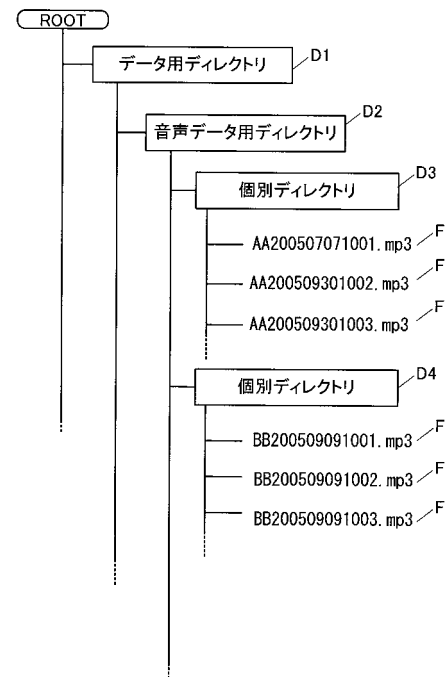 ROOT
データ用ディレクトリ D1
音声データ用ディレクトリ D2
個別ディレクトリ D3
AA200507071001.mp3 F
AA200509301002.mp3 F
AA200509301003.mp3 F
個別ディレクトリ D4
BB200509091001.mp3 F
BB200509091002.mp3 F
BB200509091003.mp3 F